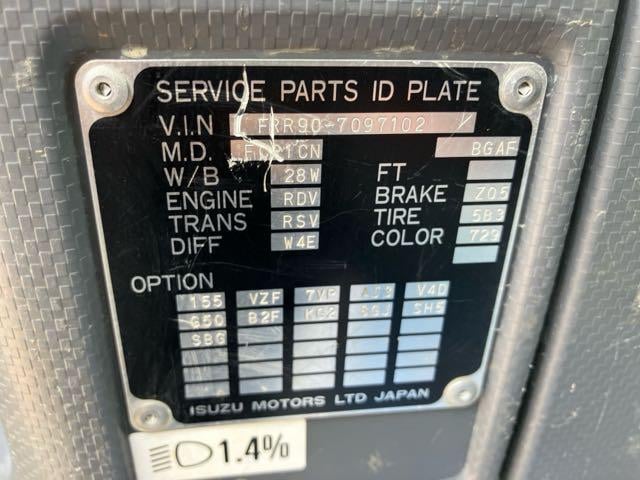 SERVICE PARTS ID PLATE
V.I.N FRR90-7097102
M.D. BGAF
W/B 28W FT
ENGINE RDV BRAKE Z05
TRANS RSV TIRE 5B3
DIFF W4E COLOR 729
OPTION
155 VZF V4D
G50 B2F SH5
SBG
ISUZU MOTORS LTD JAPAN
1.4%